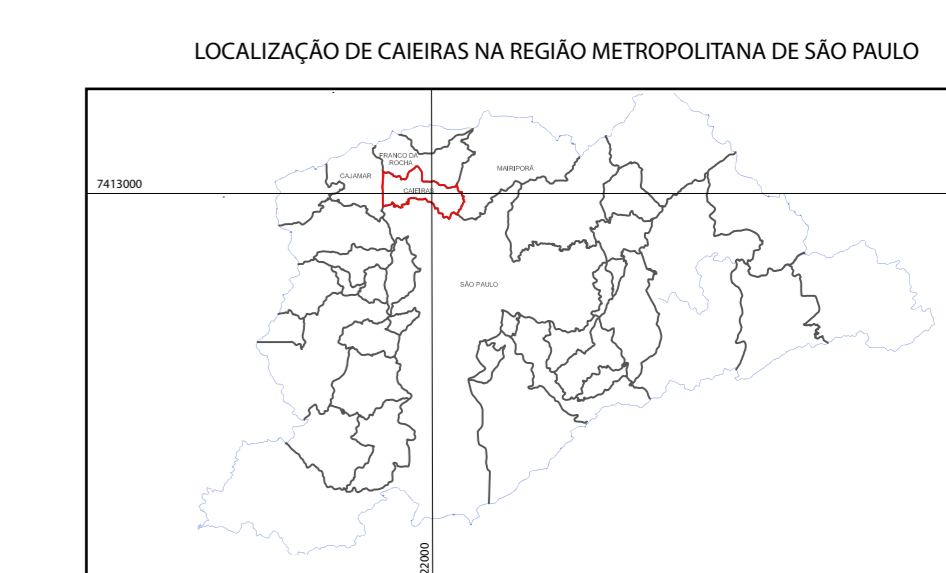 LOCALIZAÇÃO DE CAIEIRAS NA REGIÃO METROPOLITANA DE SÃO PAULO
FRANCO DA
ROCHA
MAIRIPORÃ
CAJAMAR
7413000
CAIEIRAS
SÃO PAULO
22000